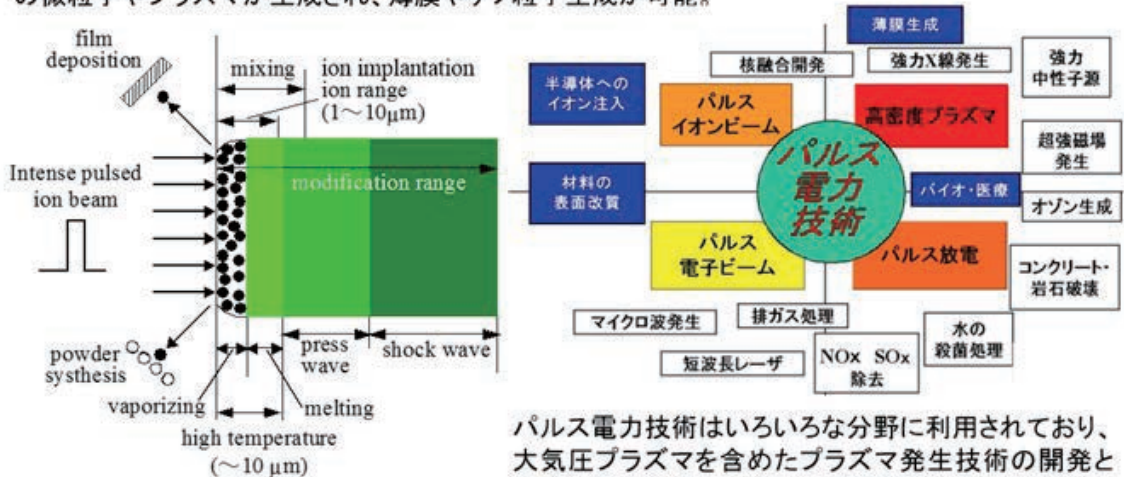 の微粒子やプラズマが生成され、薄膜やナノ粒子生成が可能。
film
deposition
mixing
ion implantation
ion range
(1～10μm)
Intense pulsed
ion beam
modification range
powder
systhesis
press
wave
shock wave
vaporizing
melting
high temperature
(～10 μm)
薄膜生成
核融合開発
強力X線発生
強力
中性子源
半導体への
イオン注入
パルス
イオンビーム
高密度プラズマ
超強磁場
発生
パルス
電力
技術
材料の
表面改質
バイオ・医療
オゾン生成
パルス
電子ビーム
パルス放電
コンクリート・
岩石破壊
マイクロ波発生
排ガス処理
水の
殺菌処理
短波長レーザ
NOx SOx
除去
パルス電力技術はいろいろな分野に利用されており、
大気圧プラズマを含めたプラズマ発生技術の開発と